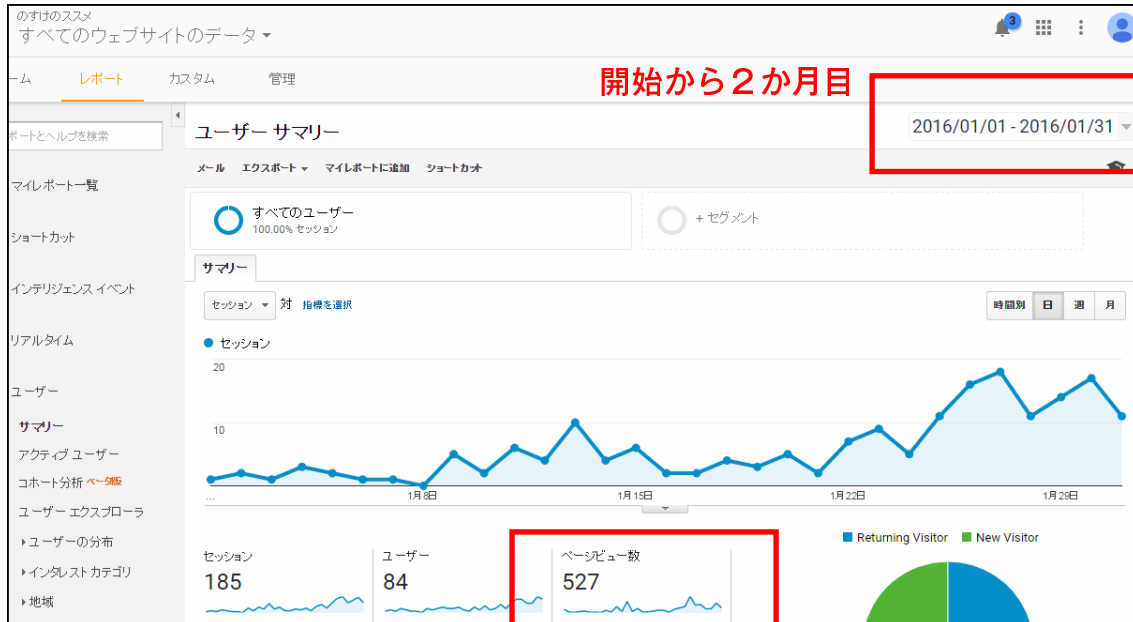 のすけのススメ
すべてのウェブサイトのデータ
3
ーム レポート カスタム 管理
開始から２か月目
ポートとヘルプを検索
ユーザー サマリー
2016/01/01 - 2016/01/31
メール エクスポート マイレポートに追加 ショートカット
マイレポート一覧
すべてのユーザー
100.00% セッション
+ セグメント
ショートカット
サマリー
インテリジェンス イベント
セッション 対 指標を選択
時間別 日 週 月
リアルタイム
セッション
20
ユーザー
サマリー
10
アクティブ ユーザー
コホート分析 ベータ版
... 1月8日 1月15日 1月22日 1月29日
ユーザー エクスプローラ
ユーザーの分布
Returning Visitor New Visitor
セッション ユーザー ページビュー数
インタレスト カテゴリ
185 84 527
地域